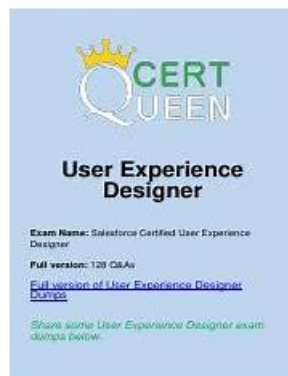 CERT
QUEEN
User Experience
Designer
Exam Name: Salesforce Certified User Experience
Designer
Full version: 128 Q&As
Full version of User Experience Designer
Dumps
Share some User Experience Designer exam
dumps below.